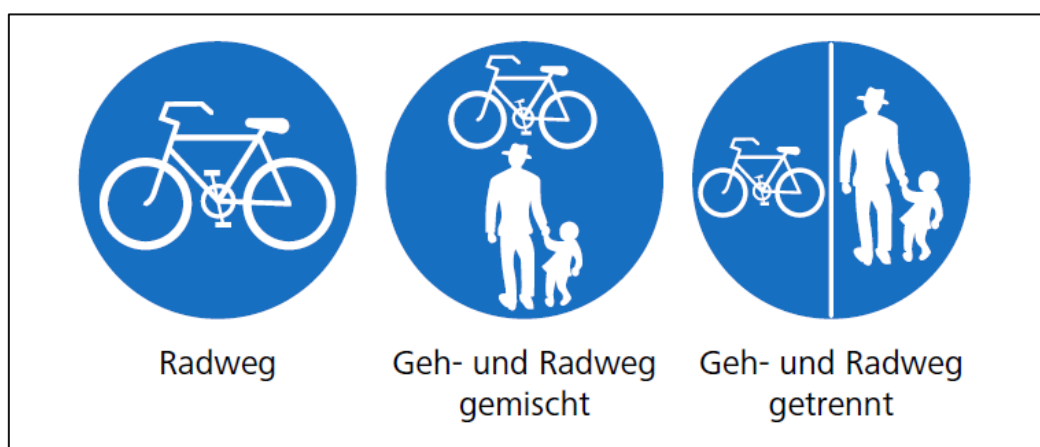 Radweg
Geh- und Radweg
gemischt
Geh- und Radweg
getrennt